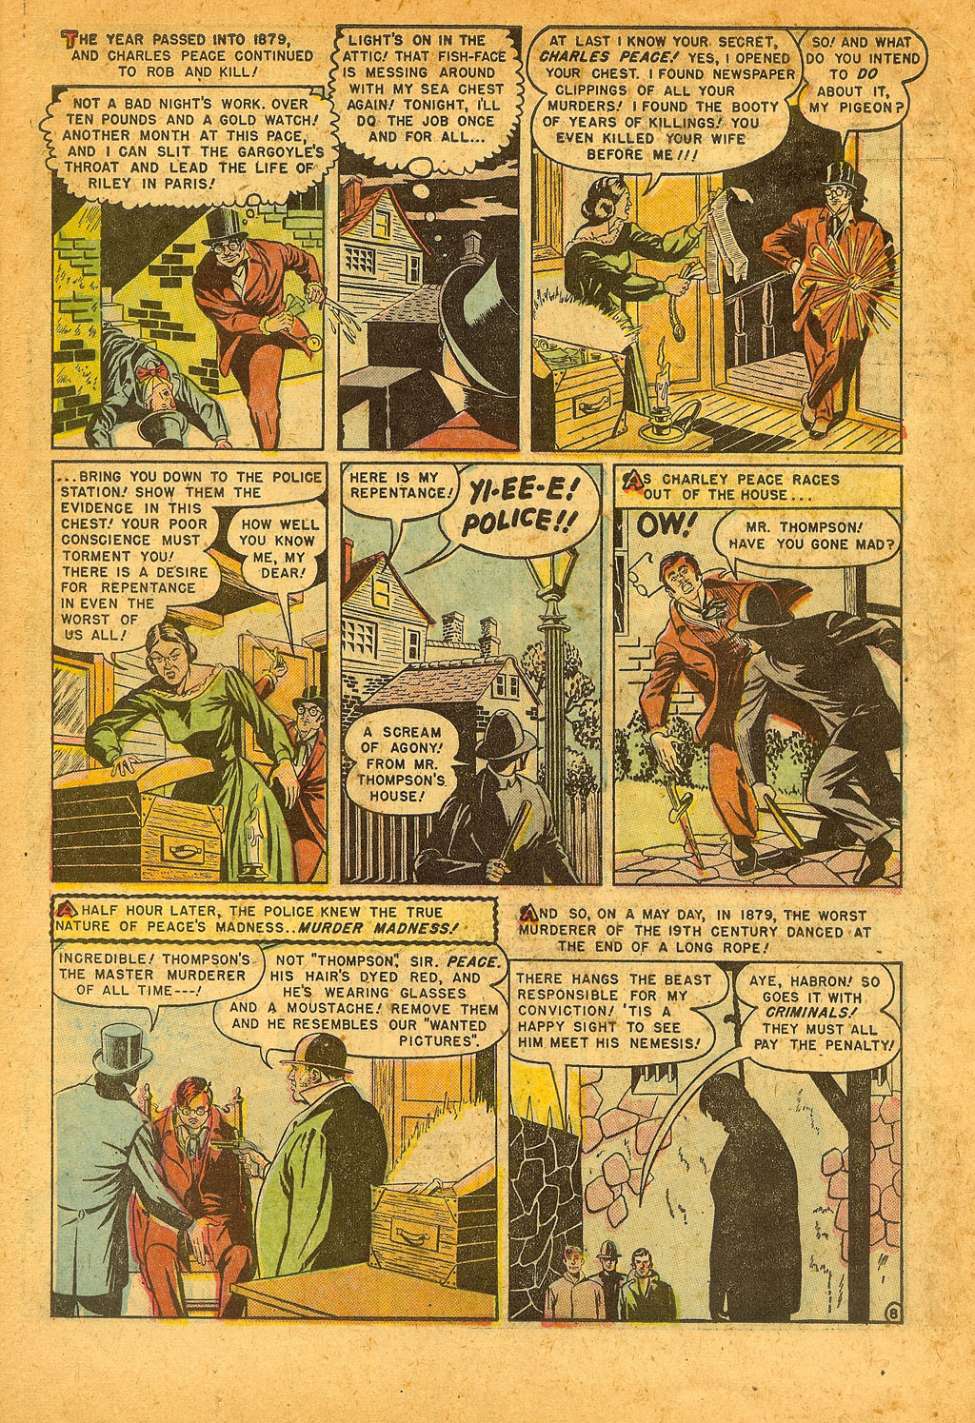 THE YEAR PASSED INTO 1879,
AND CHARLES PEACE CONTINUED
TO ROB AND KILL!
NOT A BAD NIGHT'S WORK. OVER
TEN POUNDS AND A GOLD WATCH!
ANOTHER MONTH AT THIS PACE,
AND I CAN SLIT THE GARGOYLE'S
THROAT AND LEAD THE LIFE OF
RILEY IN PARIS!
LIGHT'S ON IN THE
ATTIC! THAT FISH-FACE
IS MESSING AROUND
WITH MY SEA CHEST
AGAIN! TONIGHT, I'LL
DO THE JOB ONCE
AND FOR ALL...
AT LAST I KNOW YOUR SECRET,
CHARLES PEACE! YES, I OPENED
YOUR CHEST. I FOUND NEWSPAPER
CLIPPINGS OF ALL YOUR
MURDERS! I FOUND THE BOOTY
OF YEARS OF KILLINGS! YOU
EVEN KILLED YOUR WIFE
BEFORE ME!!!
SO! AND WHAT
DO YOU INTEND
TO DO
ABOUT IT,
MY PIGEON?
...BRING YOU DOWN TO THE POLICE
STATION! SHOW THEM THE
EVIDENCE IN THIS
CHEST! YOUR POOR
CONSCIENCE MUST
TORMENT YOU!
THERE IS A DESIRE
FOR REPENTANCE
IN EVEN THE
WORST OF
US ALL!
HOW WELL
YOU KNOW
ME, MY
DEAR!
HERE IS MY
REPENTANCE!
YI-EE-E!
POLICE!!
A SCREAM
OF AGONY!
FROM MR.
THOMPSON'S
HOUSE!
AS CHARLEY PEACE RACES
OUT OF THE HOUSE...
OW!
MR. THOMPSON!
HAVE YOU GONE MAD?
A HALF HOUR LATER, THE POLICE KNEW THE TRUE
NATURE OF PEACE'S MADNESS..MURDER MADNESS!
INCREDIBLE! THOMPSON'S
THE MASTER MURDERER
OF ALL TIME---!
NOT "THOMPSON", SIR. PEACE.
HIS HAIR'S DYED RED, AND
HE'S WEARING GLASSES
AND A MOUSTACHE! REMOVE THEM
AND HE RESEMBLES OUR "WANTED
PICTURES".
AND SO, ON A MAY DAY, IN 1879, THE WORST
MURDERER OF THE 19TH CENTURY DANCED AT
THE END OF A LONG ROPE!
THERE HANGS THE BEAST
RESPONSIBLE FOR MY
CONVICTION! 'TIS A
HAPPY SIGHT TO SEE
HIM MEET HIS NEMESIS!
AYE, HABRON! SO
GOES IT WITH
CRIMINALS!
THEY MUST ALL
PAY THE PENALTY!
8